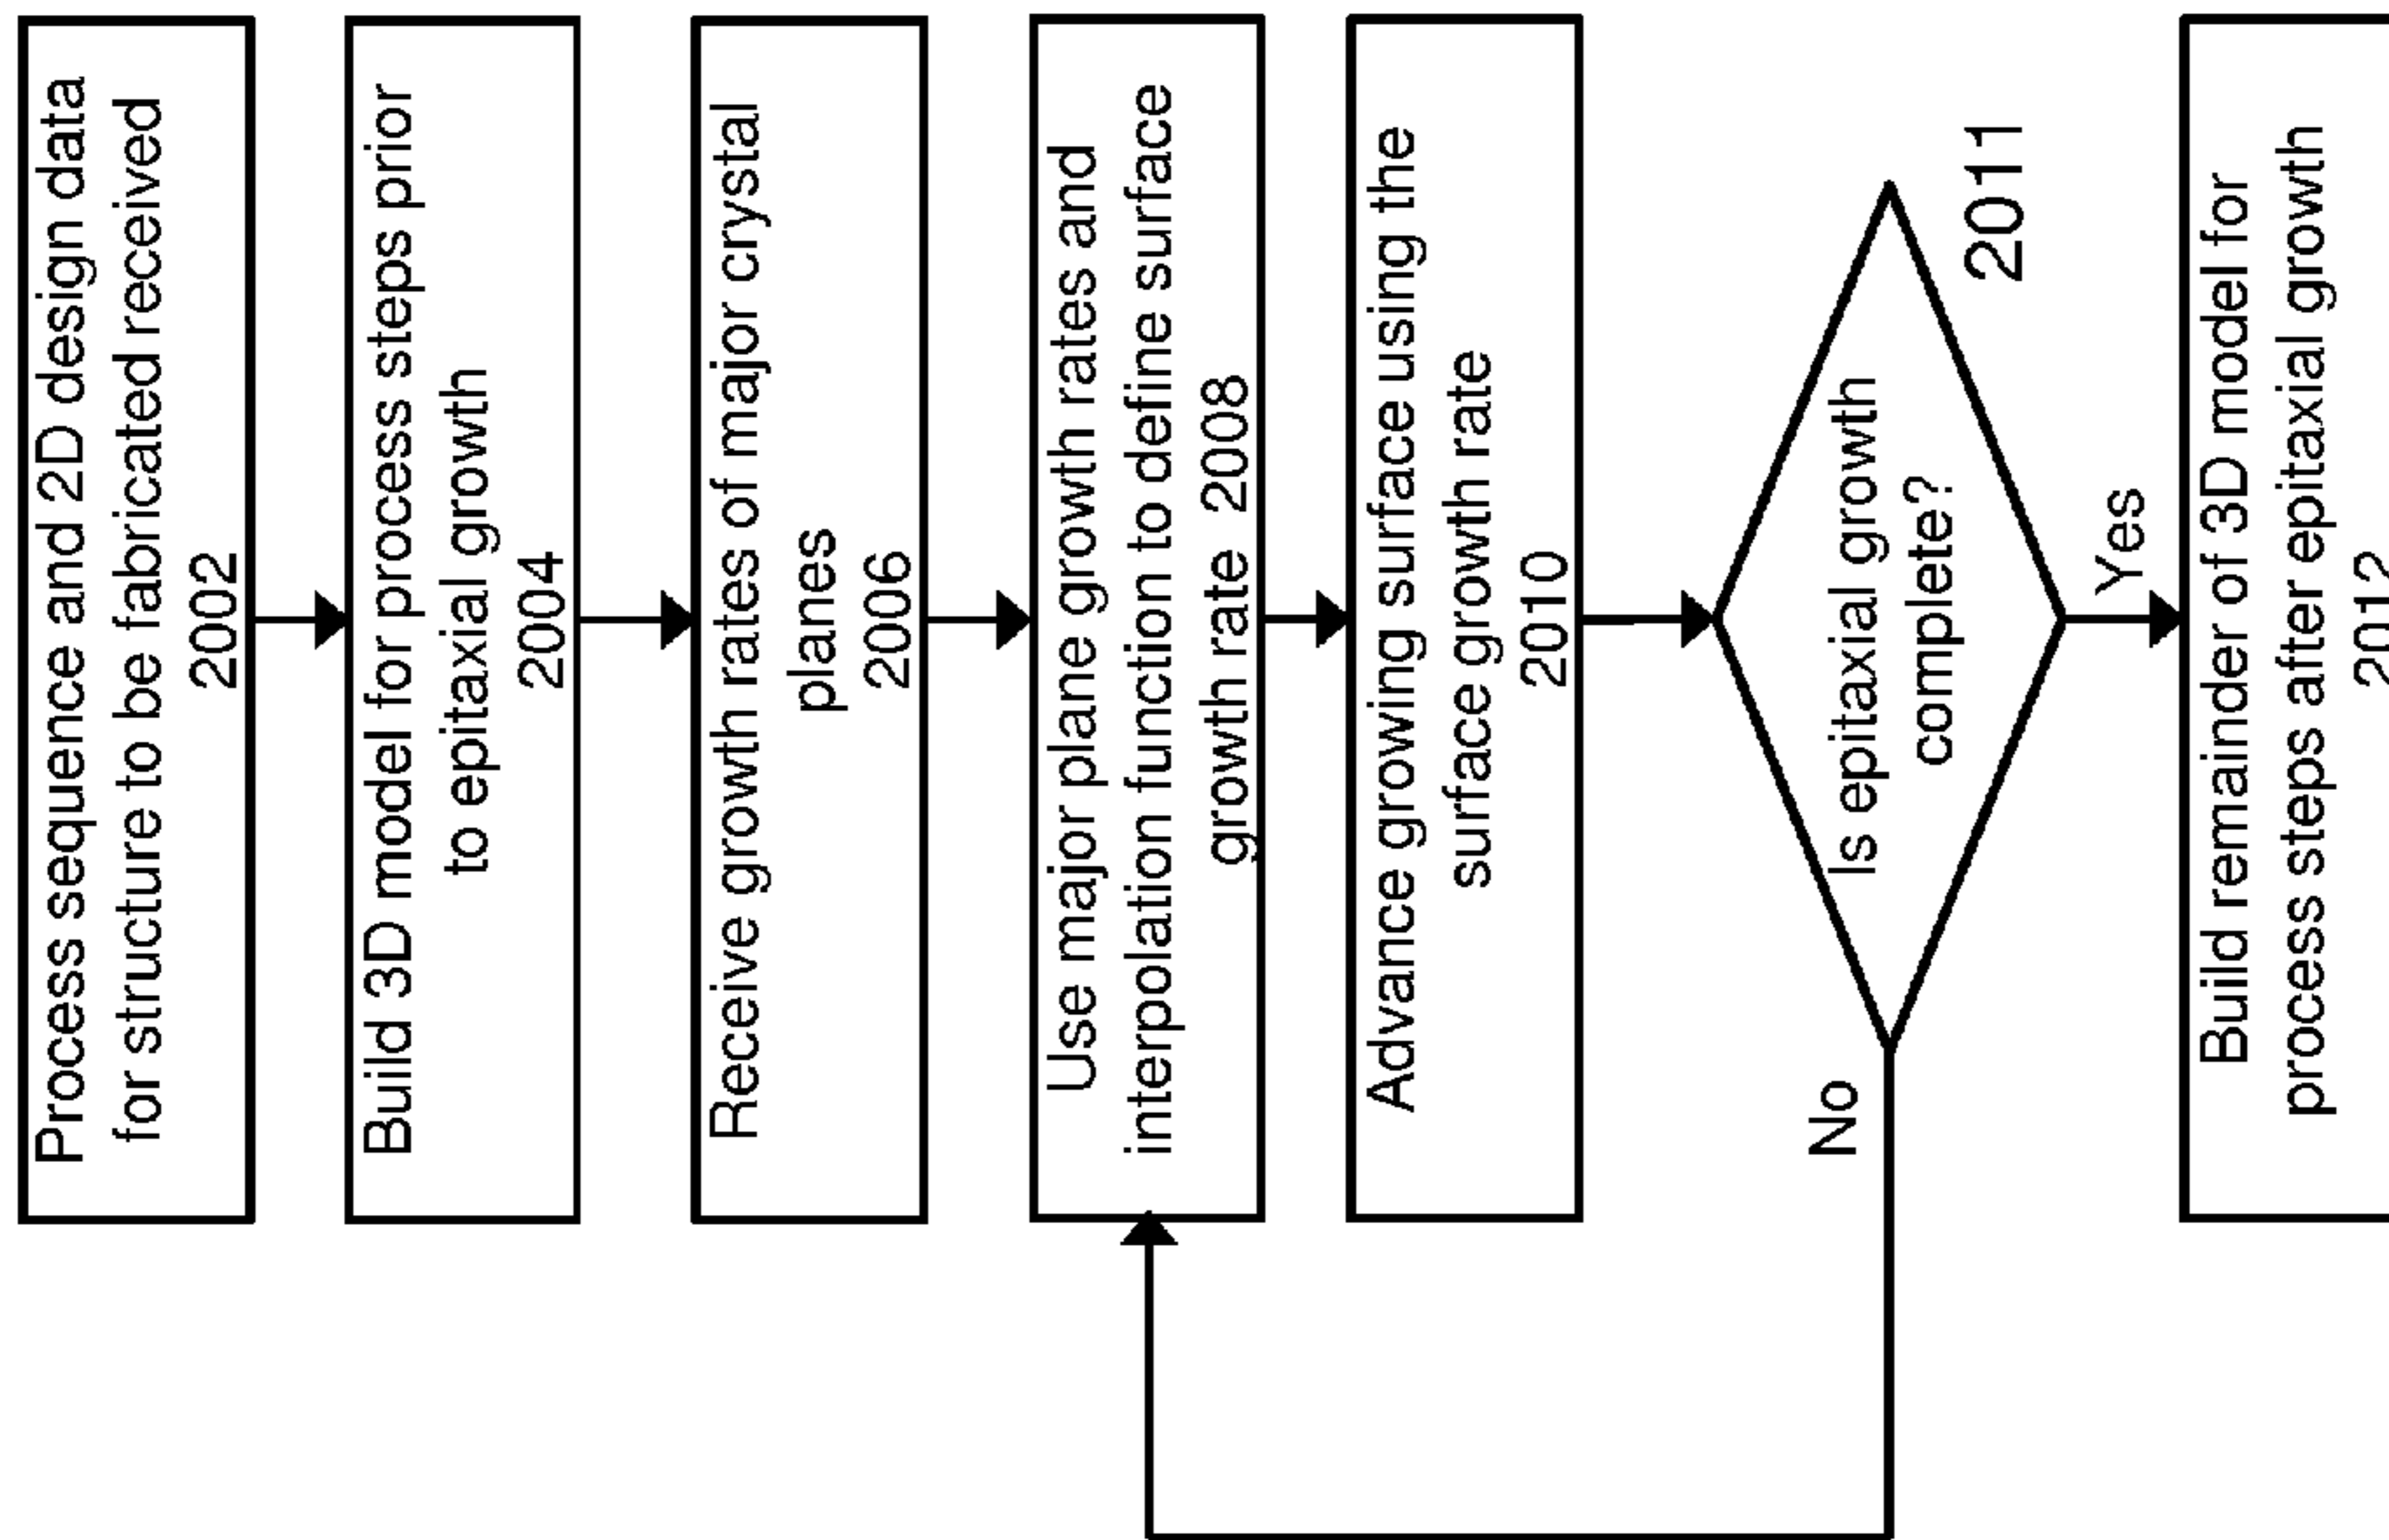 Process sequence and 2D design data
for structure to be fabricated received
2002
Build 3D model for process steps prior
to epitaxial growth
2004
Receive growth rates of major crystal
planes
2006
Use major plane growth rates and
interpolation function to define surface
growth rate 2008
Advance growing surface using the
surface growth rate
2010
Is epitaxial growth
complete?
2011
No
Yes
Build remainder of 3D model for
process steps after epitaxial growth
2012